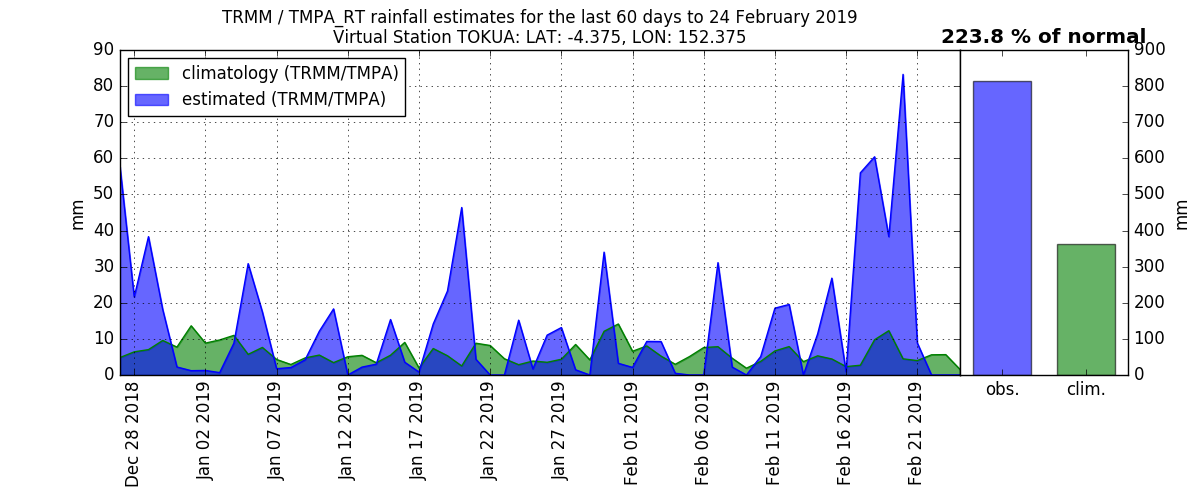 TRMM / TMPA_RT rainfall estimates for the last 60 days to 24 February 2019
Virtual Station TOKUA: LAT: -4.375, LON: 152.375
223.8 % of normal
climatology (TRMM/TMPA)
estimated (TRMM/TMPA)
90
80
70
60
50
40
30
20
10
0
mm
Dec 28 2018
Jan 02 2019
Jan 07 2019
Jan 12 2019
Jan 17 2019
Jan 22 2019
Jan 27 2019
Feb 01 2019
Feb 06 2019
Feb 11 2019
Feb 16 2019
Feb 21 2019
obs.
clim.
900
800
700
600
500
400
300
200
100
0
mm